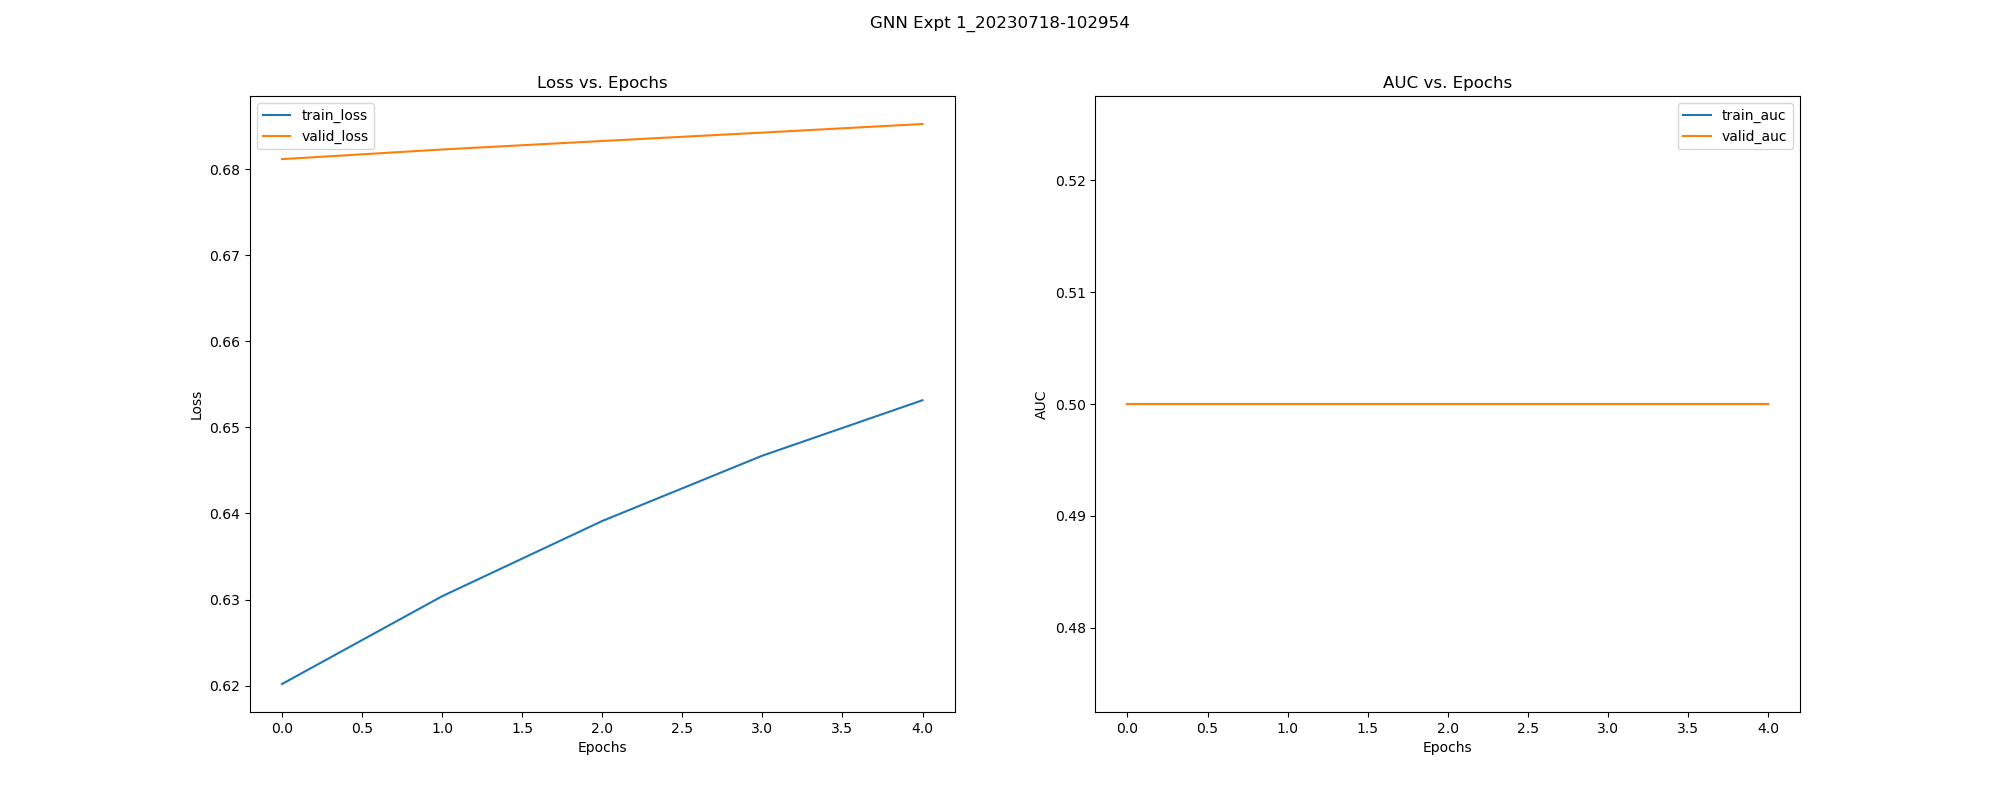 GNN Expt 1_20230718-102954
Loss vs. Epochs
train_loss
valid_loss
0.68
0.67
0.66
0.65
0.64
0.63
0.62
Loss
0.0 0.5 1.0 1.5 2.0 2.5 3.0 3.5 4.0
Epochs
AUC vs. Epochs
train_auc
valid_auc
0.52
0.51
0.50
0.49
0.48
AUC
0.0 0.5 1.0 1.5 2.0 2.5 3.0 3.5 4.0
Epochs